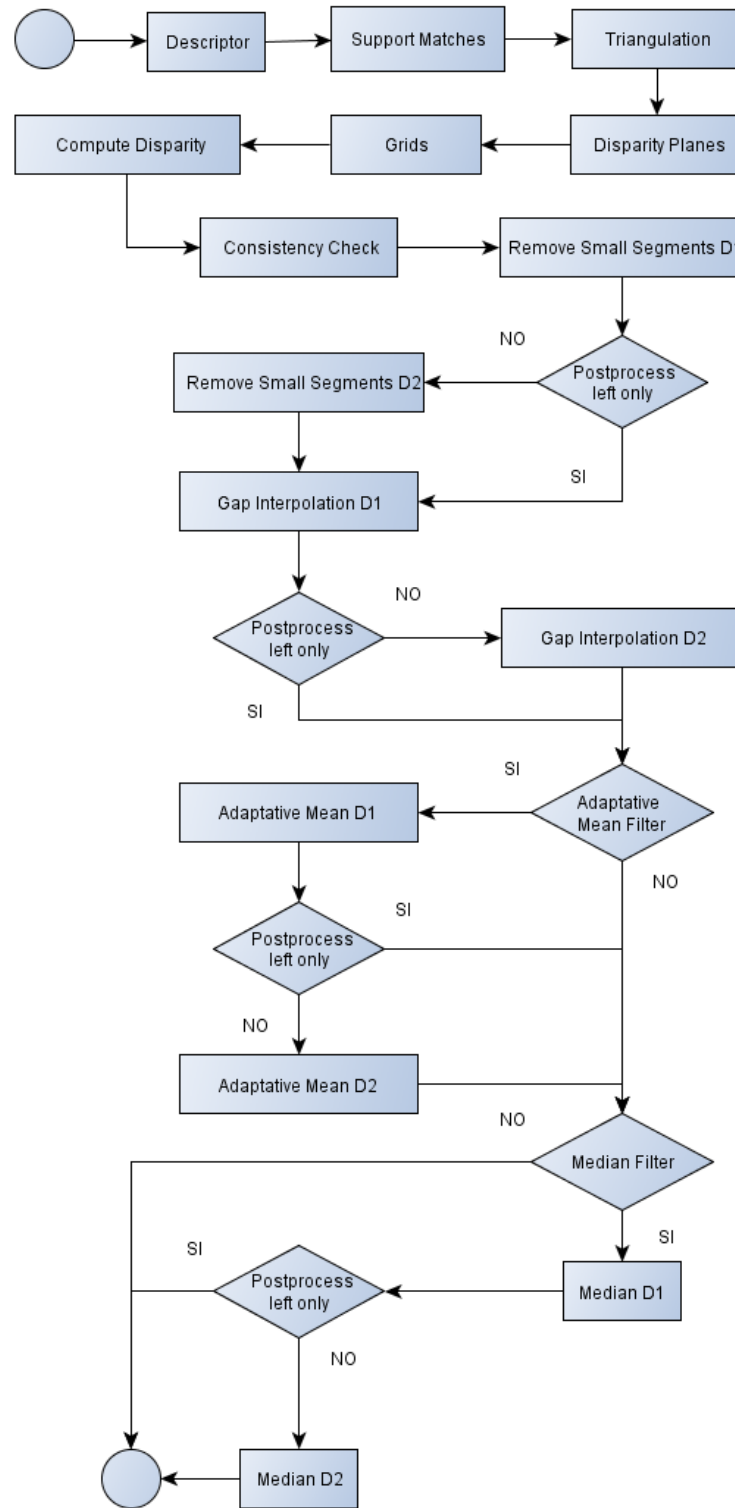 Descriptor
Support Matches
Triangulation
Compute Disparity
Grids
Disparity Planes
Consistency Check
Remove Small Segments D1
NO
Postprocess
left only
Remove Small Segments D2
SI
Gap Interpolation D1
NO
Postprocess
left only
Gap Interpolation D2
SI
SI
Adaptative
Mean Filter
Adaptative Mean D1
NO
SI
Postprocess
left only
NO
Adaptative Mean D2
NO
Median Filter
SI
SI
Postprocess
left only
Median D1
NO
Median D2